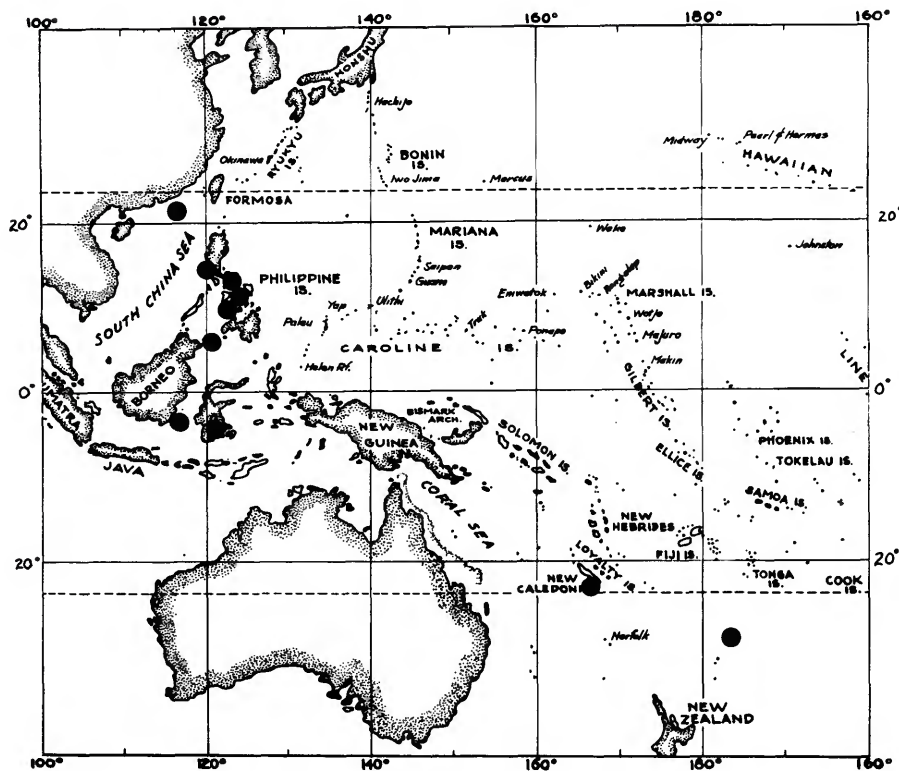 100° 120° 140° 160° 180° 160°
HONSHU
Hachijo
Okinawa
RYUKYU
IS.
BONIN
IS.
Iwo Jima
Marcus
Midway
Pearl & Hermes
HAWAIIAN
FORMOSA
20° 20°
SOUTH CHINA SEA
MARIANA
IS.
Saipan
Guam
Wake
Johnston
PHILIPPINE
IS.
Yap
Ulithi
Palau
Eniwetok
Bikini
Rongelap
MARSHALL IS.
Wotje
Majuro
Truk
Ponape
CAROLINE IS.
Makin
Helen Rf.
LINE
0° 0°
BORNEO
SUMATRA
JAVA
NEW
GUINEA
BISMARK
ARCH.
SOLOMON IS.
GILBERT IS.
ELLICE IS.
PHOENIX IS.
TOKELAU IS.
SAMOA IS.
CORAL SEA
NEW
HEBRIDES
FIJI IS.
LOYALTY IS.
TONGA
IS.
COOK
IS.
20° 20°
NEW
CALEDONIA
Norfolk
NEW
ZEALAND
100° 120° 140° 160° 180° 160°